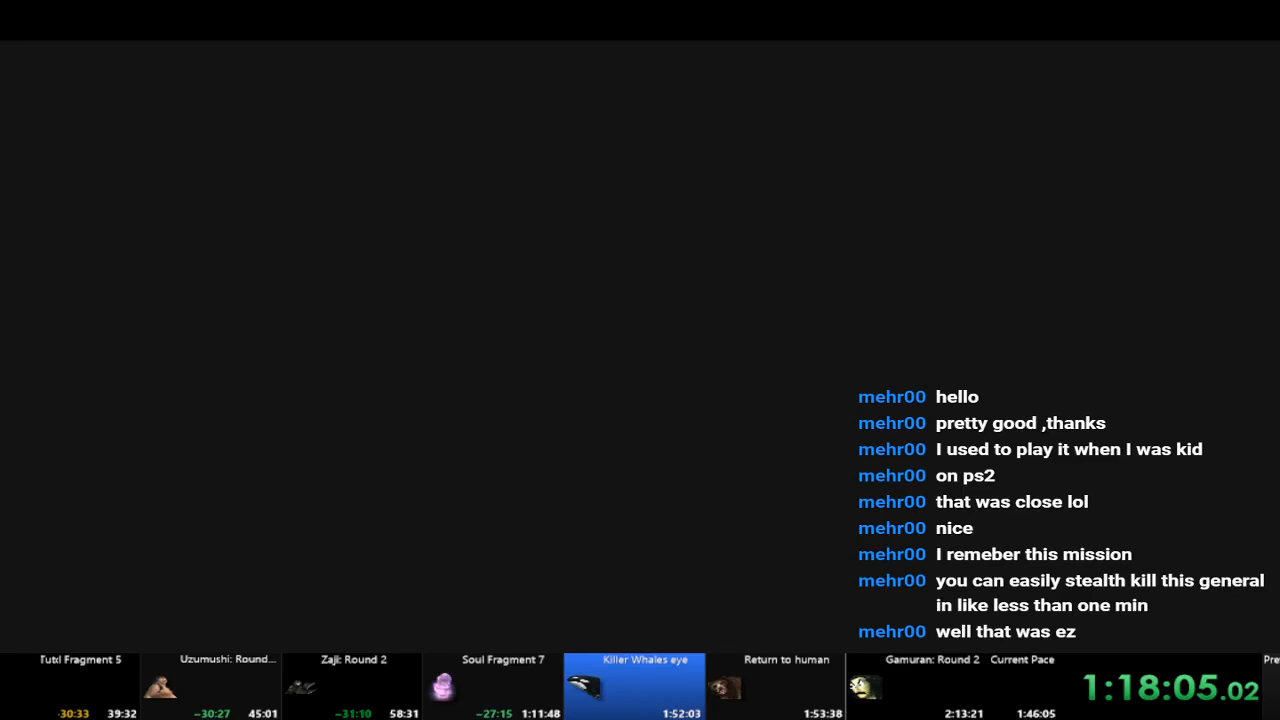 mehr00 hello
mehr00 pretty good ,thanks
mehr00 I used to play it when I was kid
mehr00 on ps2
mehr00 that was close lol
mehr00 nice
mehr00 I remeber this mission
mehr00 you can easily stealth kill this general
in like less than one min
mehr00 well that was ez
Fragment 5 Uzumushi: Round... Zaji: Round 2 Soul Fragment 7 Killer Whales eye Return to human Gamuran: Round 2 Current Pace Pre
1:18:05.02
-30:33 39:32 -30:27 45:01 -31:10 58:31 -27:15 1:11:48 1:52:03 1:53:38 2:13:21 1:46:05